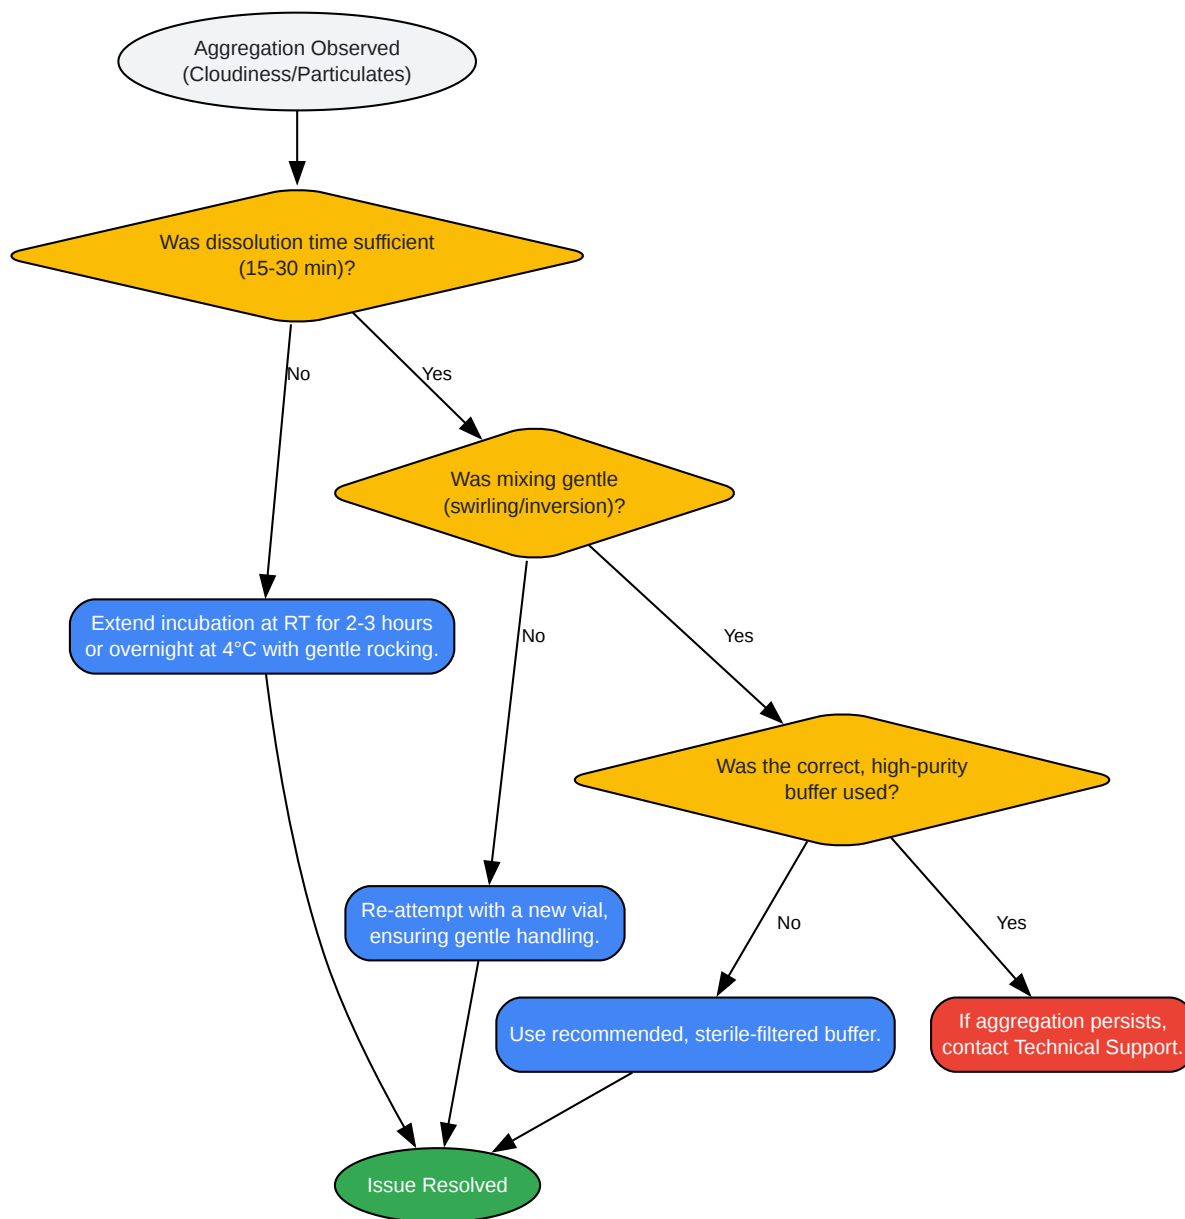 Aggregation Observed
(Cloudiness/Particulates)
Was dissolution time sufficient
(15-30 min)?
No
Yes
Was mixing gentle
(swirling/inversion)?
Extend incubation at RT for 2-3 hours
or overnight at 4°C with gentle rocking.
No
Yes
Was the correct, high-purity
buffer used?
Re-attempt with a new vial,
ensuring gentle handling.
No
Yes
Use recommended, sterile-filtered buffer.
If aggregation persists,
contact Technical Support.
Issue Resolved